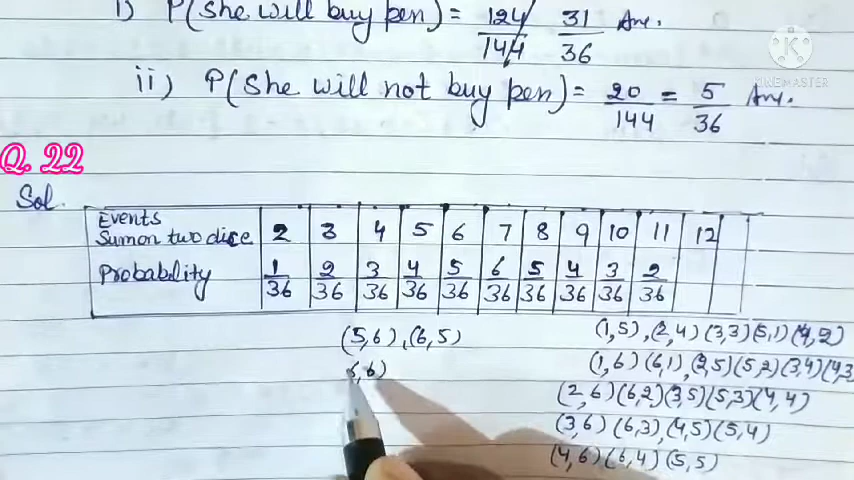 i) P(She will buy pen) = 124/144 31/36 Ans.
K
KINEMASTER
ii) P(She will not buy pen) = 20/144 = 5/36 Ans.
Q. 22
Sol.
Events
Sum on two dice 2 3 4 5 6 7 8 9 10 11 12
Probability 1/36 2/36 3/36 4/36 5/36 6/36 5/36 4/36 3/36 2/36
(5,6),(6,5)
6)
(1,5),(2,4)(3,3)(5,1)(4,2)
(1,6)(6,1),(2,5)(5,2)(3,4)(4,3
(2,6)(6,2)(3,5)(5,3)(4,4)
(3,6)(6,3),(4,5)(5,4)
(4,6)(6,4)(5,5)